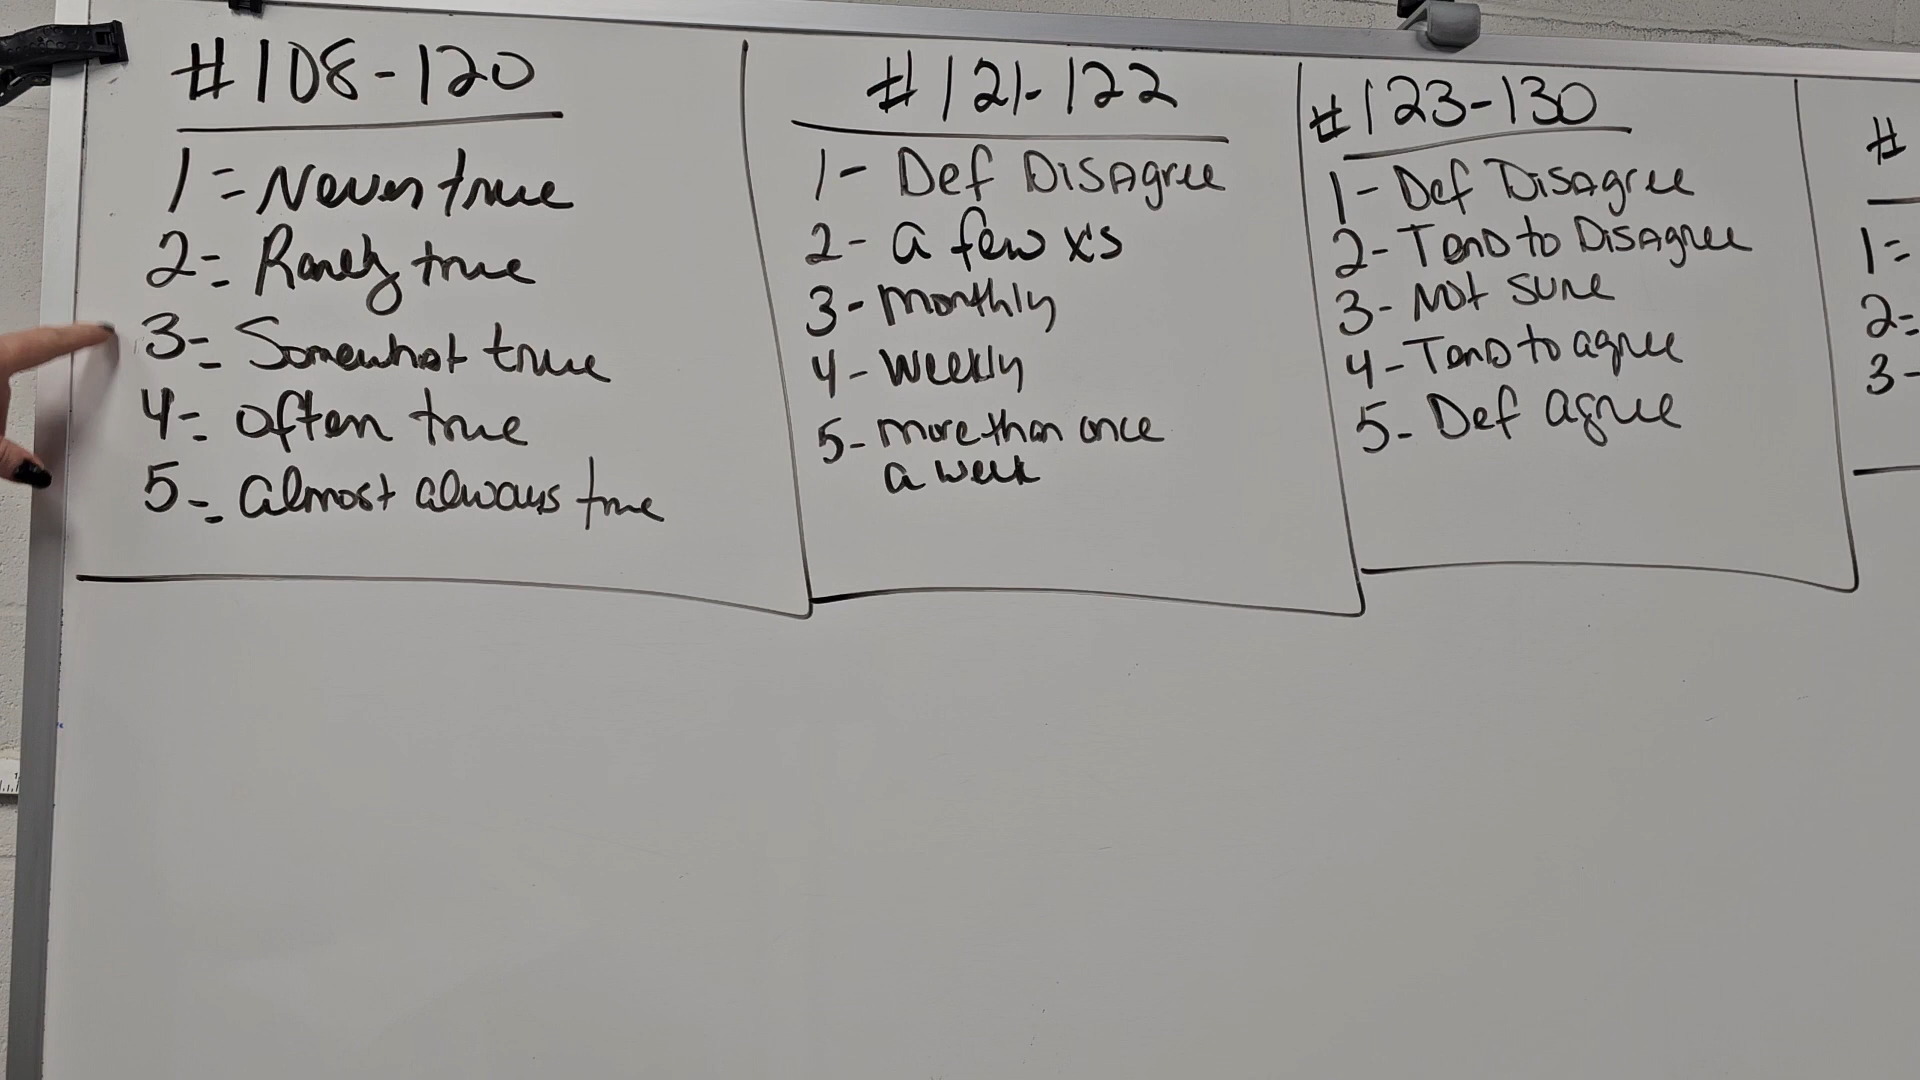 #108-120
1= Never true
2= Rarely true
3= Somewhat true
4= often true
5= almost always true
#121-122
1- Def DISAgree
2- a few x's
3- monthly
4- weekly
5- more than once
a week
#123-130
1- Def DISAgree
2- Tend to DISAgree
3- Not sure
4- Tend to agree
5- Def agree
#
1=
2=
3-